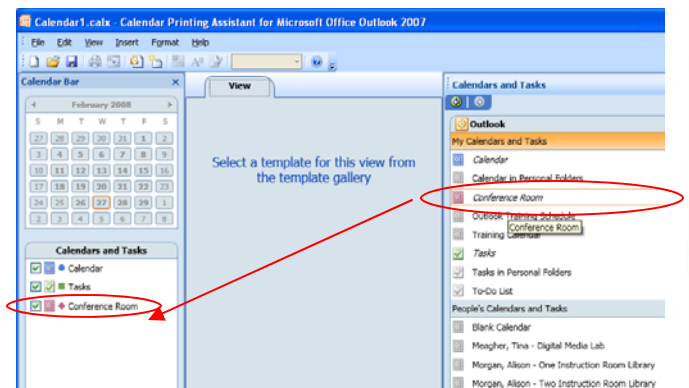 Calendar1.calx - Calendar Printing Assistant for Microsoft Office Outlook 2007
File Edit View Insert Format Help
Calendar Bar
February 2008
S M T W T F S
27 28 29 30 31 1 2
3 4 5 6 7 8 9
10 11 12 13 14 15 16
17 18 19 20 21 22 23
24 25 26 27 28 29 1
2 3 4 5 6 7 8
Calendars and Tasks
Calendar
Tasks
Conference Room
View
Select a template for this view from
the template gallery
Calendars and Tasks
Outlook
My Calendars and Tasks
Calendar
Calendar in Personal Folders
Conference Room
Outlook Training Schedule
Conference Room
Training Calendar
Tasks
Tasks in Personal Folders
To-Do List
People's Calendars and Tasks
Blank Calendar
Meagher, Tina - Digital Media Lab
Morgan, Alison - One Instruction Room Library
Morgan, Alison - Two Instruction Room Library